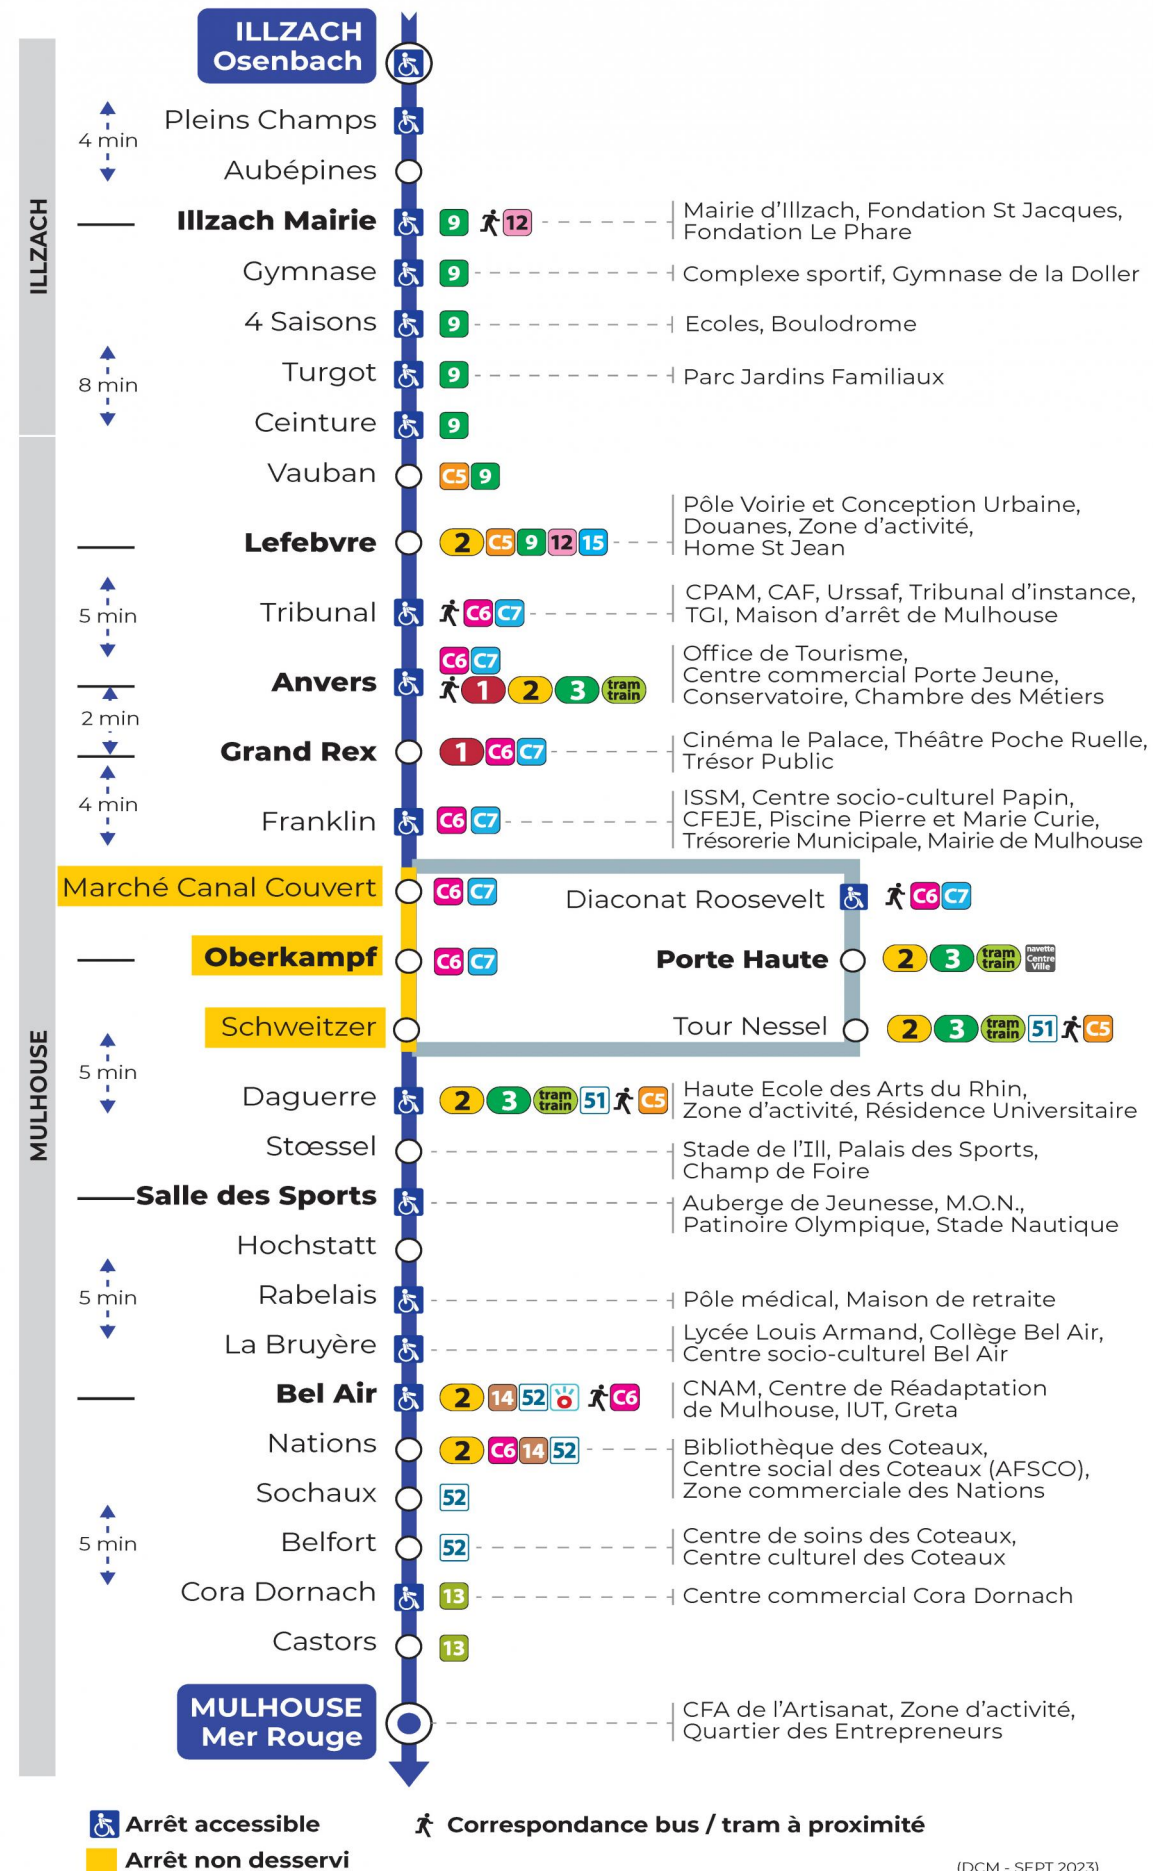 ILLZACH
Osenbach
Pleins Champs
4 min
Aubépines
ILLZACH
Illzach Mairie 9 12 Mairie d'Illzach, Fondation St Jacques,
Fondation Le Phare
Gymnase 9 Complexe sportif, Gymnase de la Doller
4 Saisons 9 Ecoles, Boulodrome
Turgot 9 Parc Jardins Familiaux
8 min
Ceinture 9
Vauban C5 9
Lefebvre 2 C5 9 12 15 Pôle Voirie et Conception Urbaine,
Douanes, Zone d'activité,
Home St Jean
5 min
Tribunal C6 C7 CPAM, CAF, Urssaf, Tribunal d'instance,
TGI, Maison d'arrêt de Mulhouse
Anvers C6 C7
1 2 3 tram train
Office de Tourisme,
Centre commercial Porte Jeune,
Conservatoire, Chambre des Métiers
2 min
Grand Rex 1 C6 C7 Cinéma le Palace, Théâtre Poche Ruelle,
Trésor Public
4 min
Franklin C6 C7 ISSM, Centre socio-culturel Papin,
CFEJE, Piscine Pierre et Marie Curie,
Trésorerie Municipale, Mairie de Mulhouse
Marché Canal Couvert C6 C7
Diaconat Roosevelt C6 C7
Oberkampf C6 C7
Porte Haute 2 3 tram train navette Centre Ville
Schweitzer
Tour Nessel 2 3 tram train 51 C5
MULHOUSE
5 min
Daguerre 2 3 tram train 51 C5 Haute Ecole des Arts du Rhin,
Zone d'activité, Résidence Universitaire
Stœssel Stade de l'Ill, Palais des Sports,
Champ de Foire
Salle des Sports Auberge de Jeunesse, M.O.N.,
Patinoire Olympique, Stade Nautique
Hochstatt
5 min
Rabelais Pôle médical, Maison de retraite
La Bruyère Lycée Louis Armand, Collège Bel Air,
Centre socio-culturel Bel Air
Bel Air 2 14 52 C6 CNAM, Centre de Réadaptation
de Mulhouse, IUT, Greta
Nations 2 C6 14 52 Bibliothèque des Coteaux,
Centre social des Coteaux (AFSCO),
Zone commerciale des Nations
Sochaux 52
5 min
Belfort 52 Centre de soins des Coteaux,
Centre culturel des Coteaux
Cora Dornach 13 Centre commercial Cora Dornach
Castors 13
MULHOUSE
Mer Rouge
CFA de l'Artisanat, Zone d'activité,
Quartier des Entrepreneurs
Arrêt accessible
Correspondance bus / tram à proximité
Arrêt non desservi
(DCM - SEPT 2023)